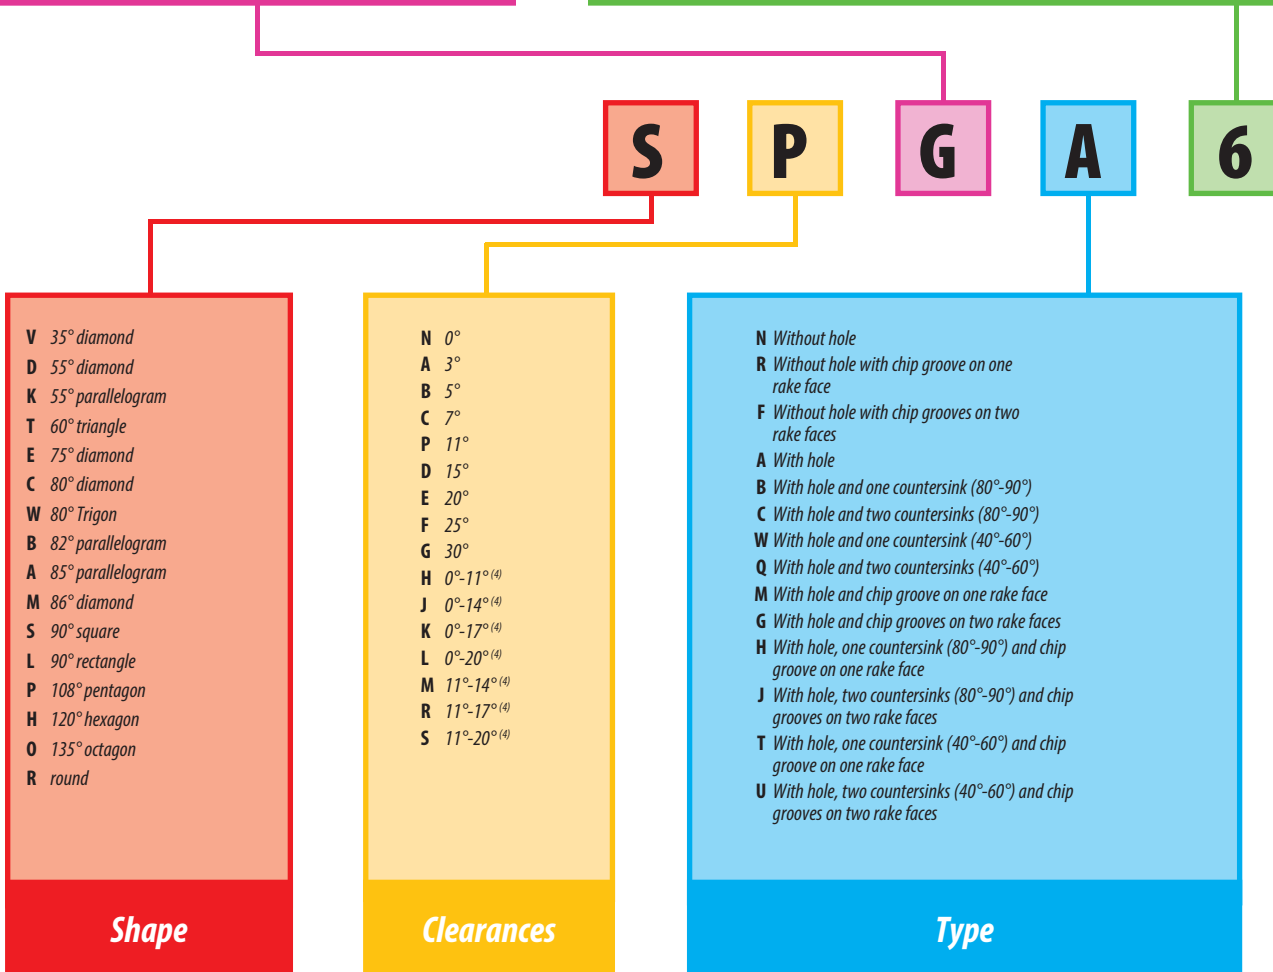 S P G A 6
V 35° diamond
D 55° diamond
K 55° parallelogram
T 60° triangle
E 75° diamond
C 80° diamond
W 80° Trigon
B 82° parallelogram
A 85° parallelogram
M 86° diamond
S 90° square
L 90° rectangle
P 108° pentagon
H 120° hexagon
O 135° octagon
R round
Shape
N 0°
A 3°
B 5°
C 7°
P 11°
D 15°
E 20°
F 25°
G 30°
H 0°-11° (4)
J 0°-14° (4)
K 0°-17° (4)
L 0°-20° (4)
M 11°-14° (4)
R 11°-17° (4)
S 11°-20° (4)
Clearances
N Without hole
R Without hole with chip groove on one
rake face
F Without hole with chip grooves on two
rake faces
A With hole
B With hole and one countersink (80°-90°)
C With hole and two countersinks (80°-90°)
W With hole and one countersink (40°-60°)
Q With hole and two countersinks (40°-60°)
M With hole and chip groove on one rake face
G With hole and chip grooves on two rake faces
H With hole, one countersink (80°-90°) and chip
groove on one rake face
J With hole, two countersinks (80°-90°) and chip
grooves on two rake faces
T With hole, one countersink (40°-60°) and chip
groove on one rake face
U With hole, two countersinks (40°-60°) and chip
grooves on two rake faces
Type